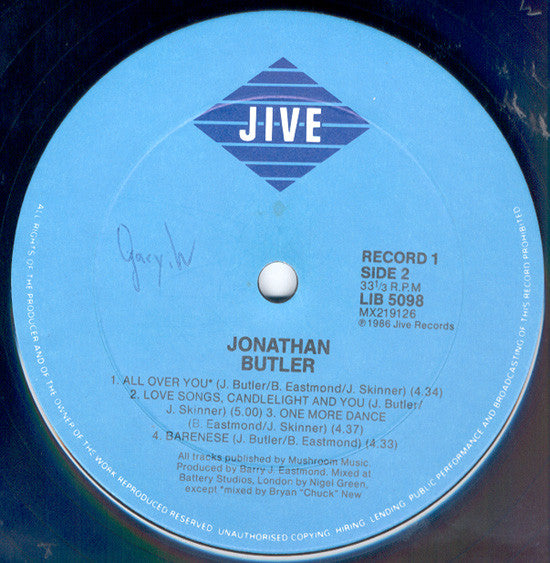 JIVE
Gary.W
RECORD 1
SIDE 2
33 1/3 R.P.M
LIB 5098
MX219126
℗1986 Jive Records
JONATHAN
BUTLER
1. ALL OVER YOU* (J. Butler/B. Eastmond/J. Skinner) (4.34)
2. LOVE SONGS, CANDLELIGHT AND YOU (J. Butler/
J. Skinner) (5.00) 3. ONE MORE DANCE
(B. Eastmond/J. Skinner) (4.37)
4. BARENESE (J. Butler/B. Eastmond) (4.33)
All tracks published by Mushroom Music.
Produced by Barry J. Eastmond. Mixed at
Battery Studios, London by Nigel Green,
except *mixed by Bryan "Chuck" New
ALL RIGHTS OF THE PRODUCER AND OF THE OWNER OF THE WORK REPRODUCED RESERVED. UNAUTHORISED COPYING, HIRING, LENDING, PUBLIC PERFORMANCE AND BROADCASTING OF THIS RECORD PROHIBITED